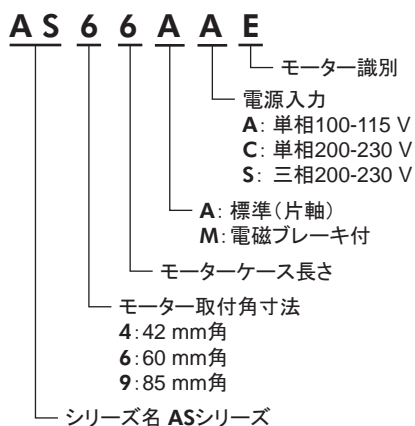 AS66AAE
モーター識別
電源入力
A: 単相100-115 V
C: 単相200-230 V
S: 三相200-230 V
A: 標準(片軸)
M:電磁ブレーキ付
モーターケース長さ
モーター取付角寸法
4:42 mm角
6:60 mm角
9:85 mm角
シリーズ名 ASシリーズ